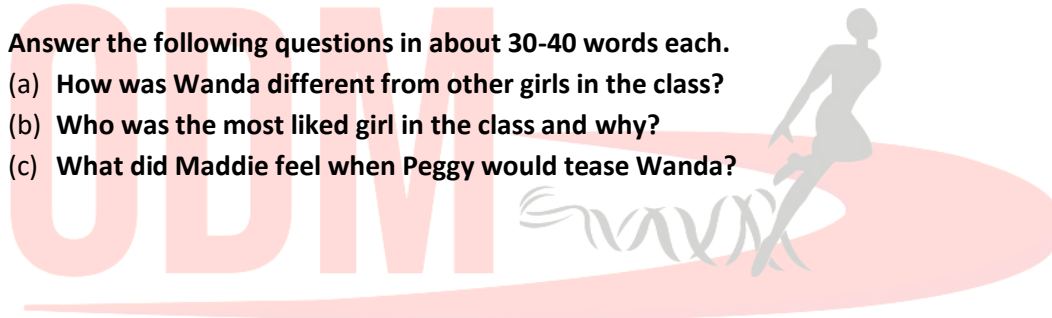 Answer the following questions in about 30-40 words each.
(a) How was Wanda different from other girls in the class?
(b) Who was the most liked girl in the class and why?
(c) What did Maddie feel when Peggy would tease Wanda?
ODM